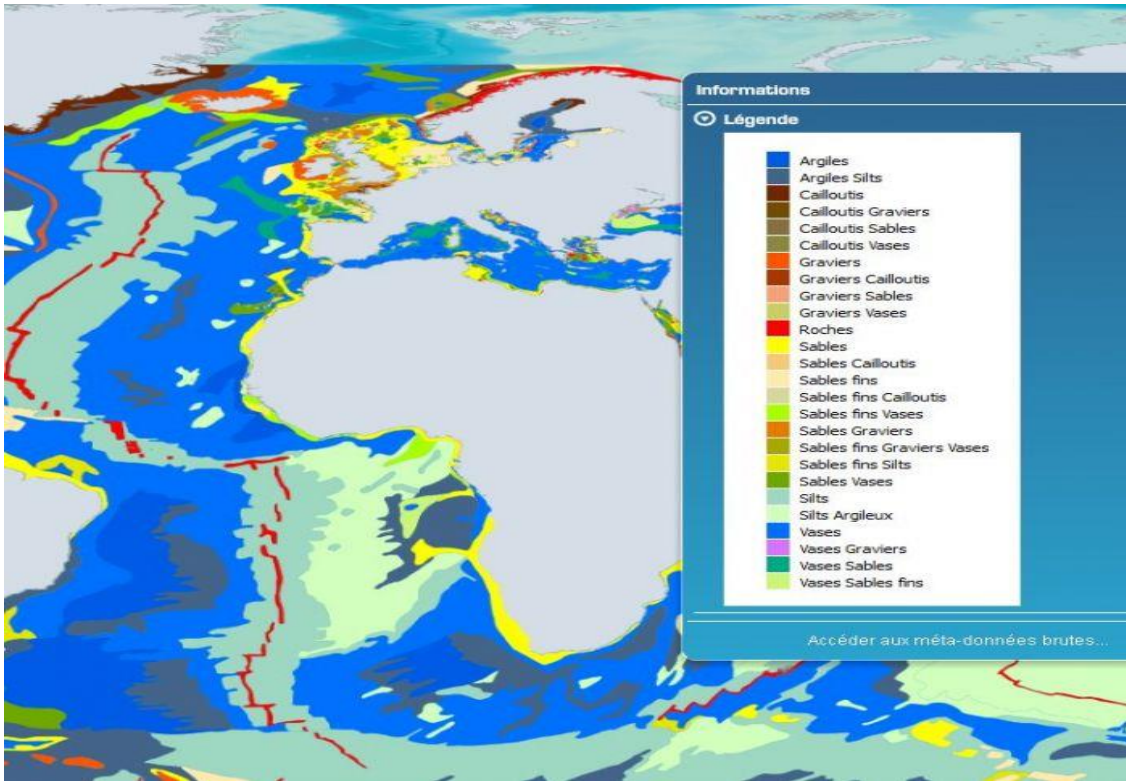 Informations
Légende
Argiles
Argiles Silts
Cailloutis
Cailloutis Graviers
Cailloutis Sables
Cailloutis Vases
Graviers
Graviers Cailloutis
Graviers Sables
Graviers Vases
Roches
Sables
Sables Cailloutis
Sables fins
Sables fins Cailloutis
Sables fins Vases
Sables Graviers
Sables fins Graviers Vases
Sables fins Silts
Sables Vases
Silts
Silts Argileux
Vases
Vases Graviers
Vases Sables
Vases Sables fins
Accéder aux méta-données brutes...